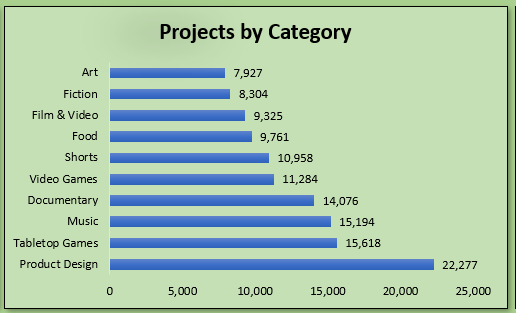 Projects by Category
Art 7,927
Fiction 8,304
Film & Video 9,325
Food 9,761
Shorts 10,958
Video Games 11,284
Documentary 14,076
Music 15,194
Tabletop Games 15,618
Product Design 22,277
0 5,000 10,000 15,000 20,000 25,000